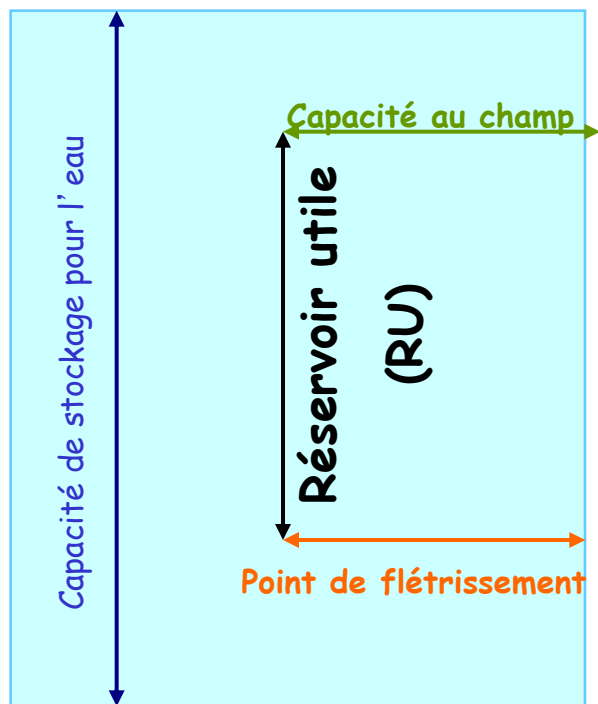 Capacité au champ
Capacité de stockage pour l' eau
Réservoir utile
(RU)
Point de flétrissement